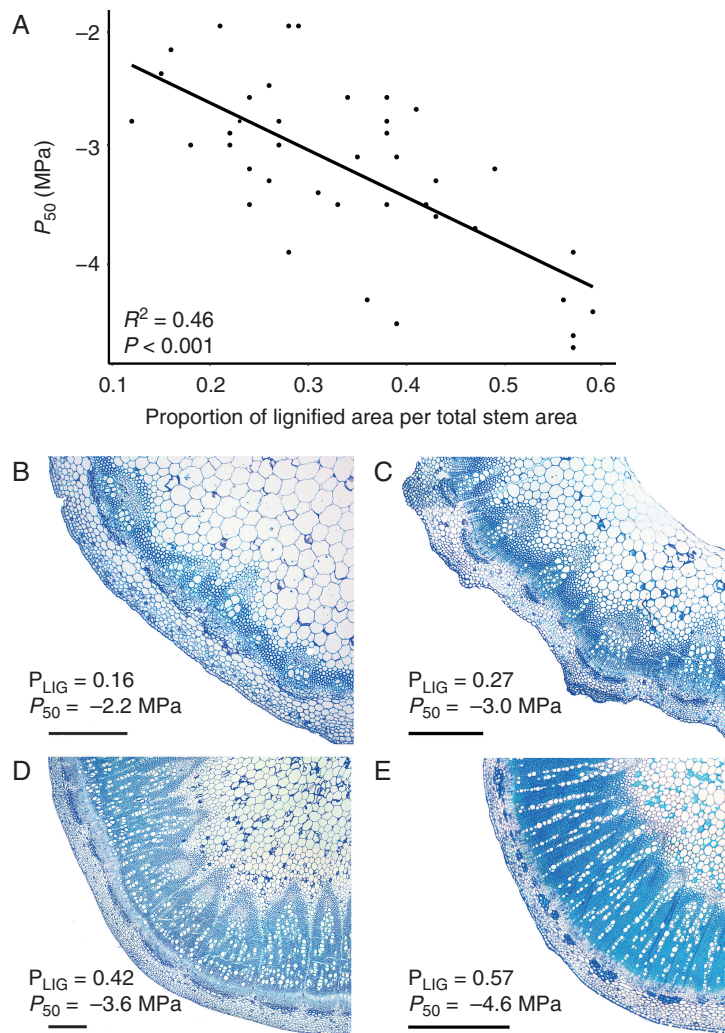 A
−2
−3
−4
P50 (MPa)
R² = 0.46
P < 0.001
0.1 0.2 0.3 0.4 0.5 0.6
Proportion of lignified area per total stem area
B
PLIG = 0.16
P50 = −2.2 MPa
C
PLIG = 0.27
P50 = −3.0 MPa
D
PLIG = 0.42
P50 = −3.6 MPa
E
PLIG = 0.57
P50 = −4.6 MPa